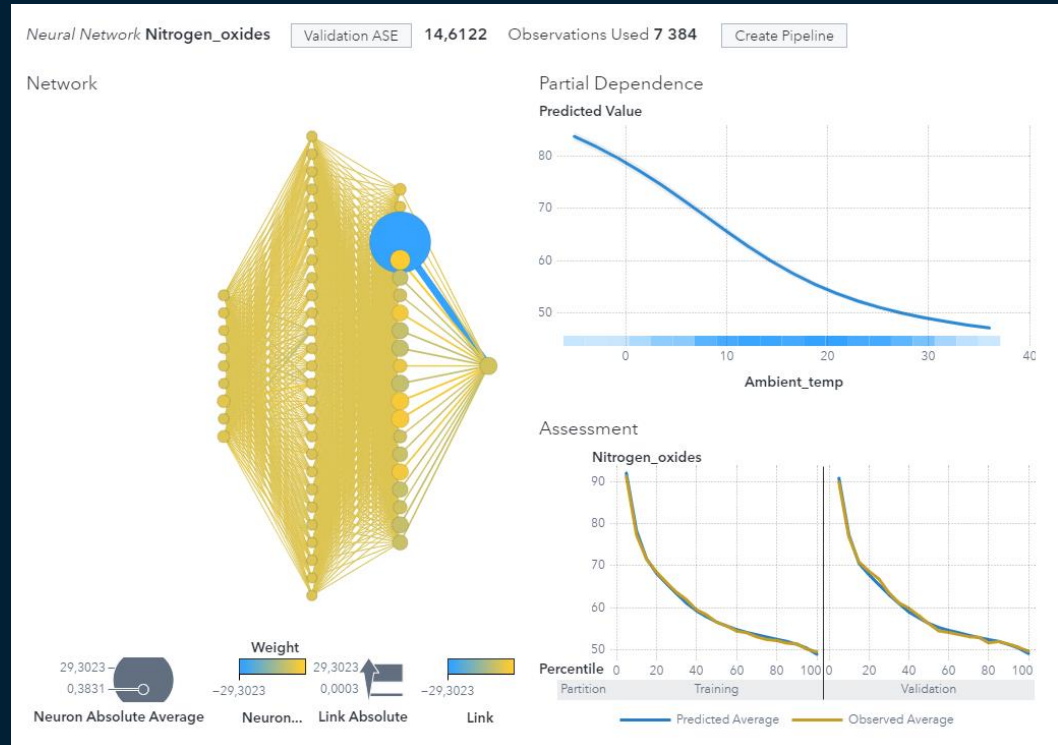 Neural Network Nitrogen_oxides Validation ASE 14,6122 Observations Used 7 384 Create Pipeline
Network
Partial Dependence
Predicted Value
80
70
60
50
0 10 20 30 40
Ambient_temp
Assessment
Nitrogen_oxides
90
80
70
60
50
Percentile 0 20 40 60 80 100 0 20 40 60 80 100
Partition Training Validation
Predicted Average Observed Average
Weight
29,3023
0,3831
−29,3023
29,3023
0,0003
−29,3023
Neuron Absolute Average Neuron... Link Absolute Link